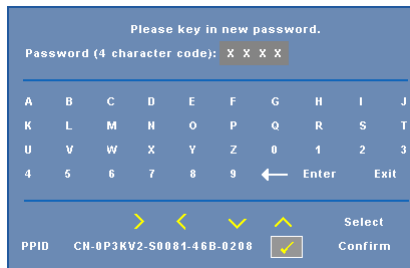 Please key in new password.
Password (4 character code): X X X X
A B C D E F G H I J
K L M N O P Q R S T
U V W X Y Z 0 1 2 3
4 5 6 7 8 9 ← Enter Exit
> < ∨ ∧ Select
PPID CN-0P3KV2-S0081-46B-0208 ✓ Confirm